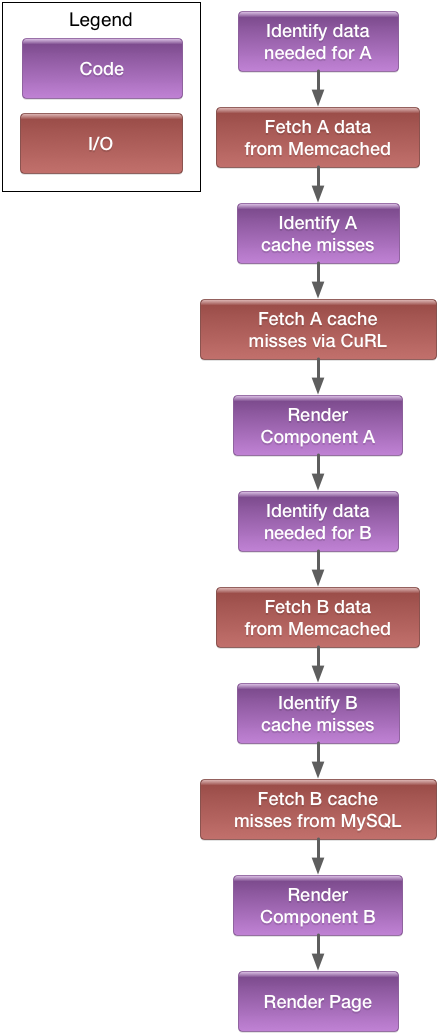 Legend
Code
I/O
Identify data
needed for A
Fetch A data
from Memcached
Identify A
cache misses
Fetch A cache
misses via CuRL
Render
Component A
Identify data
needed for B
Fetch B data
from Memcached
Identify B
cache misses
Fetch B cache
misses from MySQL
Render
Component B
Render Page